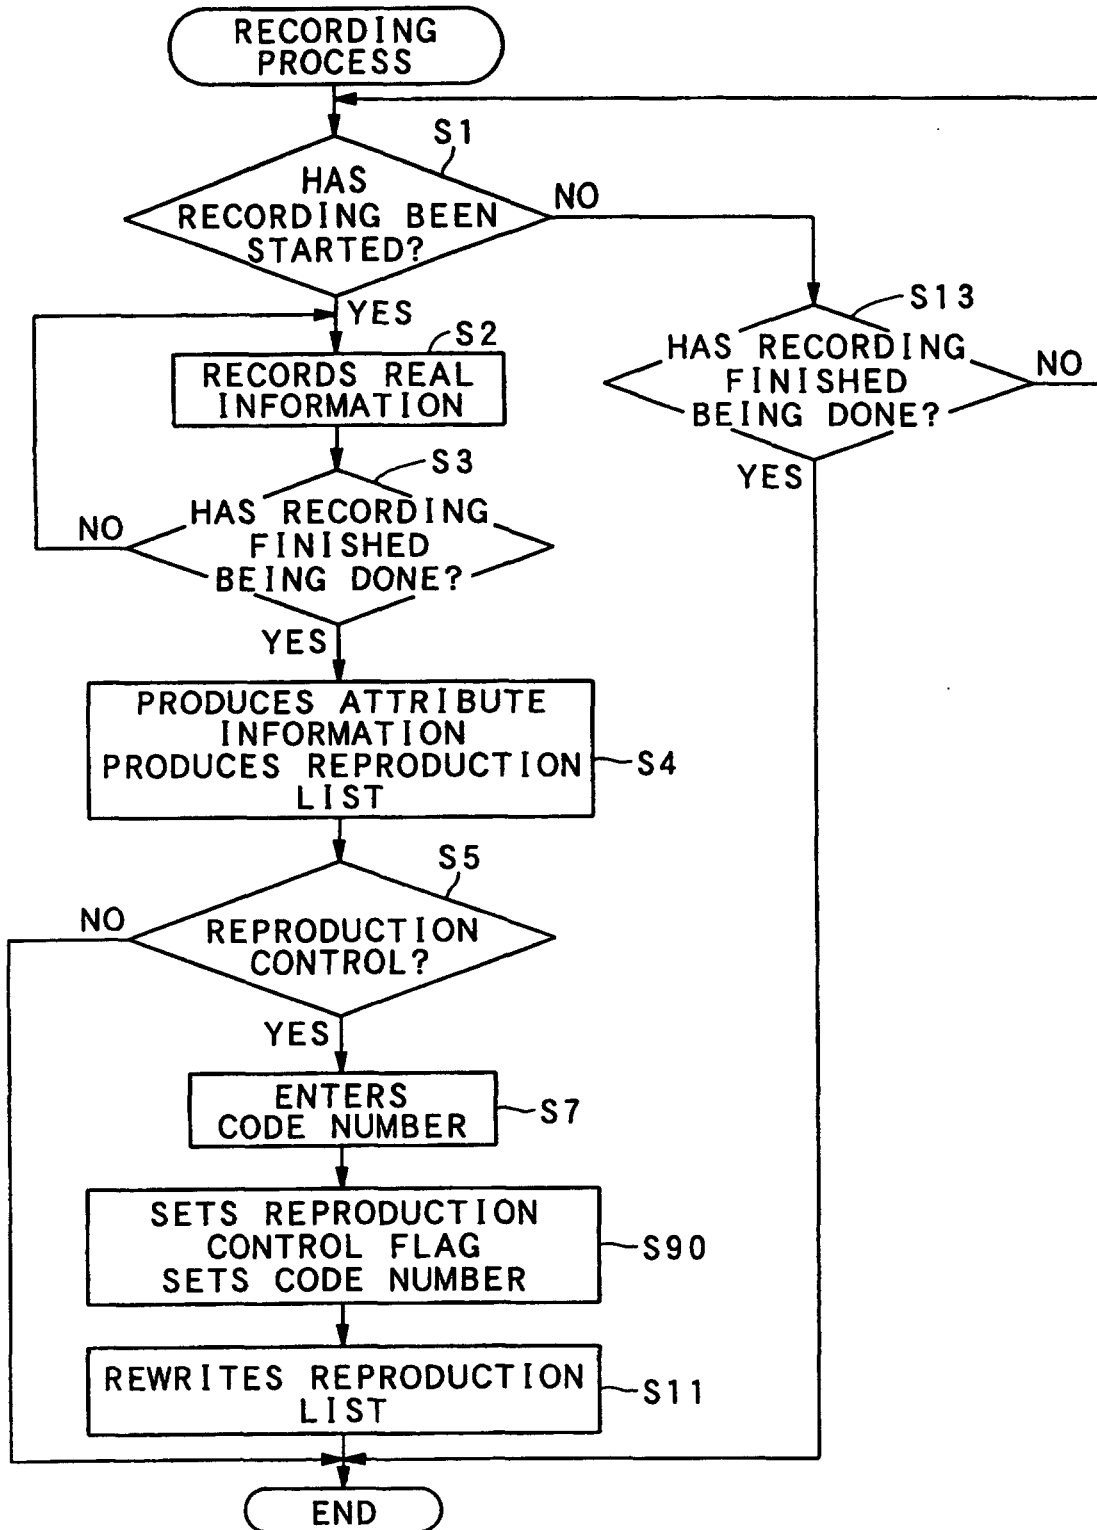 RECORDING
PROCESS
S1
HAS
RECORDING BEEN
STARTED?
NO
YES
S13
HAS RECORDING
FINISHED
BEING DONE?
NO
YES
S2
RECORDS REAL
INFORMATION
S3
HAS RECORDING
FINISHED
BEING DONE?
NO
YES
PRODUCES ATTRIBUTE
INFORMATION
PRODUCES REPRODUCTION
LIST
S4
S5
REPRODUCTION
CONTROL?
NO
YES
ENTERS
CODE NUMBER
S7
SETS REPRODUCTION
CONTROL FLAG
SETS CODE NUMBER
S90
REWRITES REPRODUCTION
LIST
S11
END